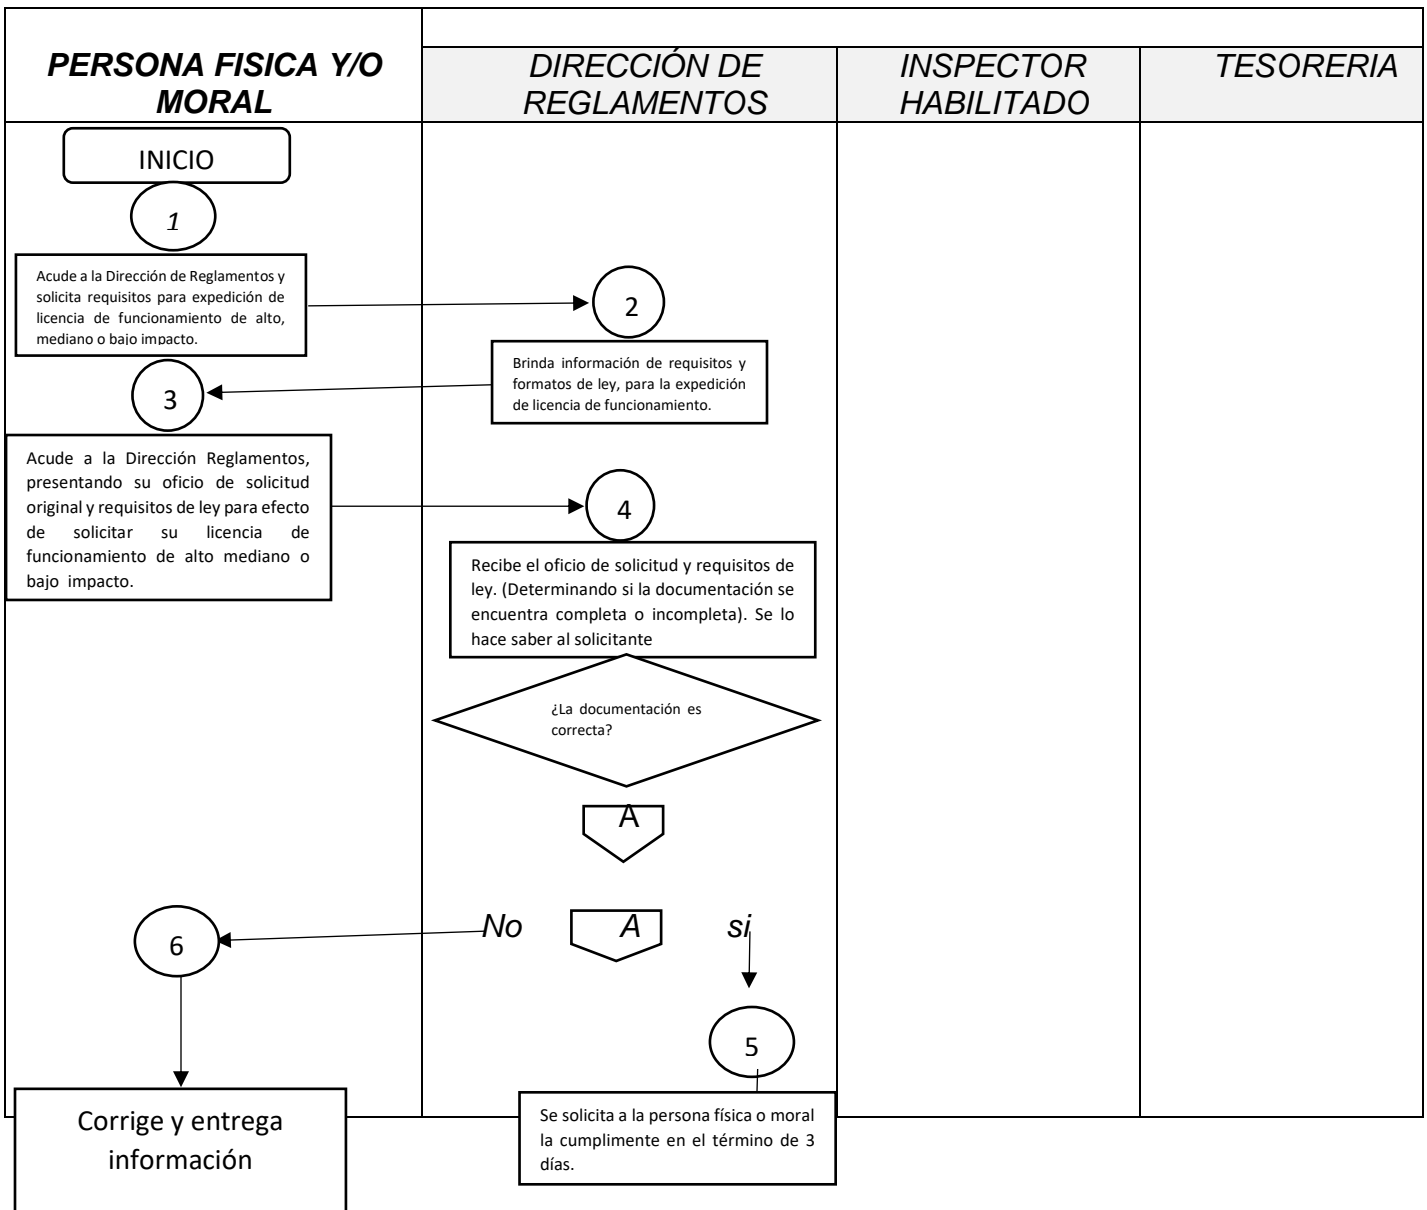 PERSONA FISICA Y/O
MORAL
DIRECCIÓN DE
REGLAMENTOS
INSPECTOR
HABILITADO
TESORERIA
INICIO
1
Acude a la Dirección de Reglamentos y
solicita requisitos para expedición de
licencia de funcionamiento de alto,
mediano o bajo impacto.
2
Brinda información de requisitos y
formatos de ley, para la expedición
de licencia de funcionamiento.
3
Acude a la Dirección Reglamentos,
presentando su oficio de solicitud
original y requisitos de ley para efecto
de solicitar su licencia de
funcionamiento de alto mediano o
bajo impacto.
4
Recibe el oficio de solicitud y requisitos de
ley. (Determinando si la documentación se
encuentra completa o incompleta). Se lo
hace saber al solicitante
¿La documentación es
correcta?
A
No
A
si
6
5
Corrige y entrega
información
Se solicita a la persona física o moral
la cumplimente en el término de 3
días.